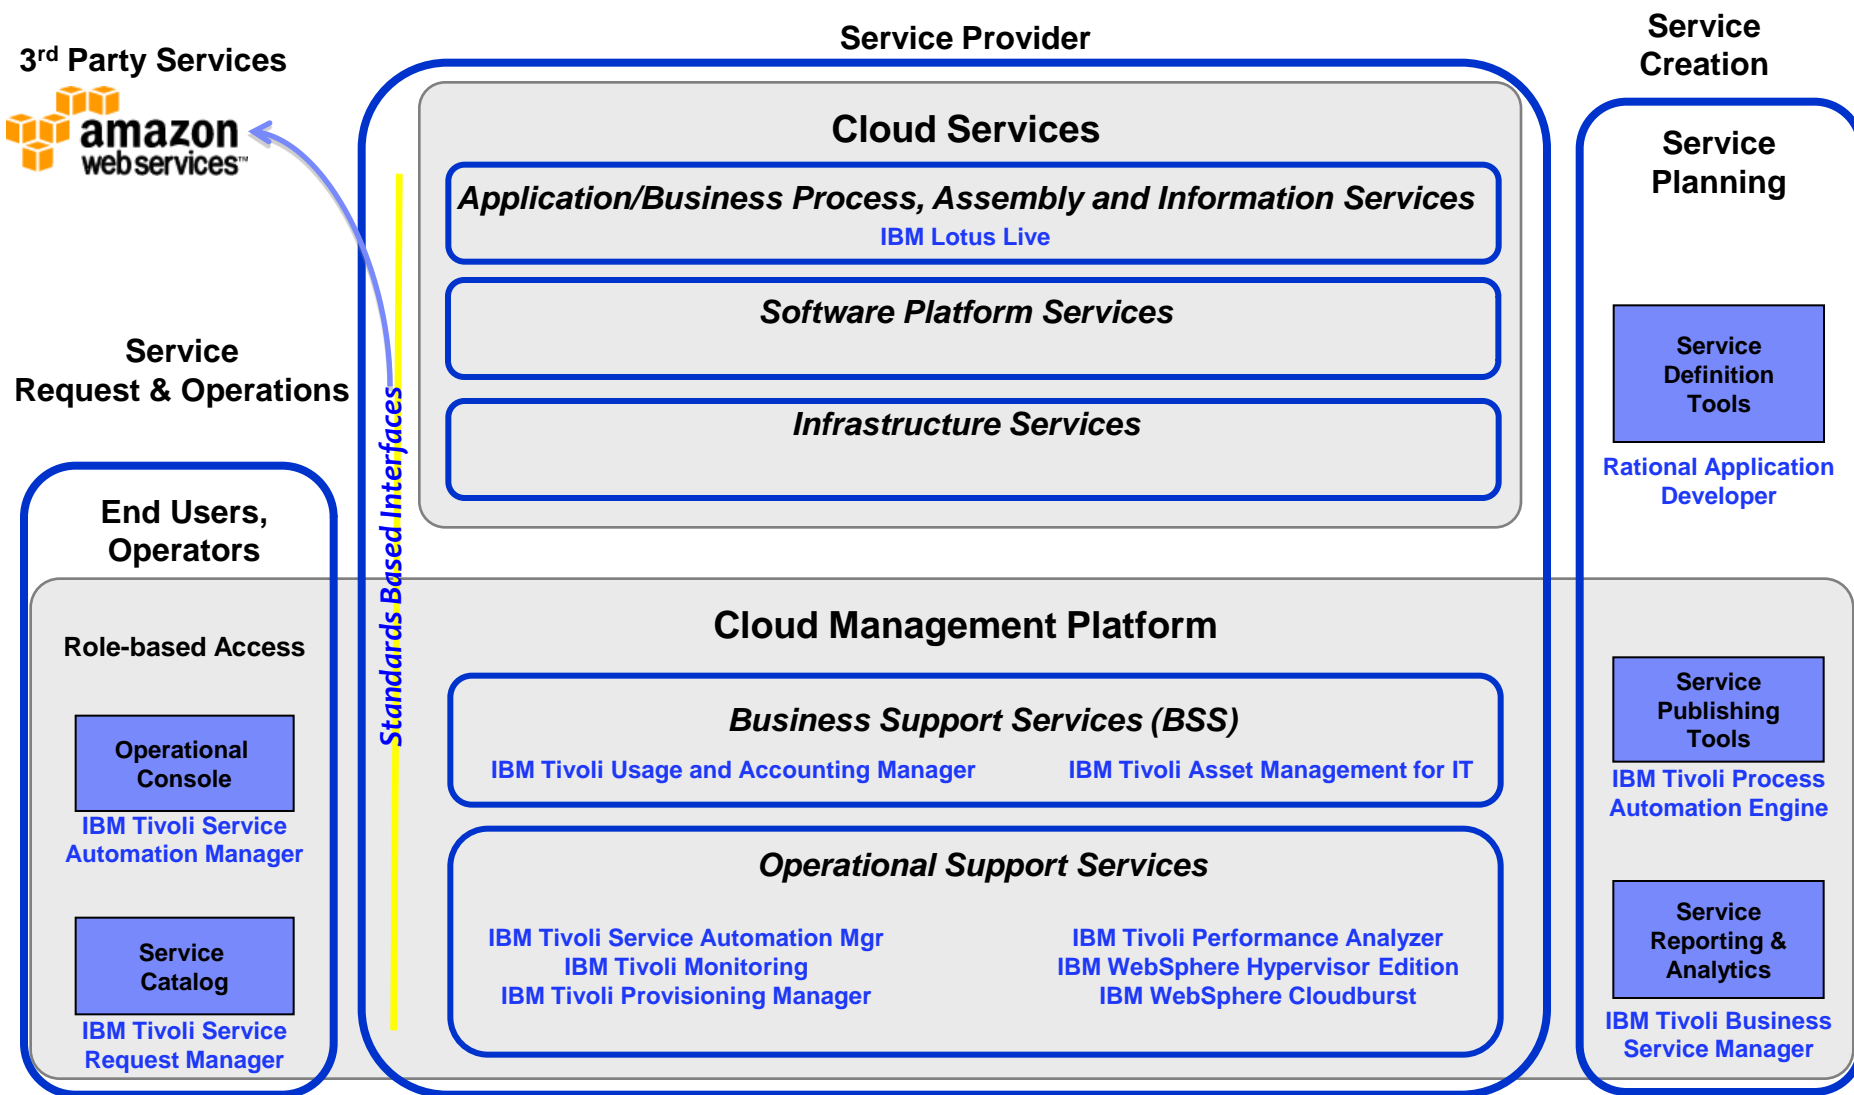 3rd Party Services
amazon
webservices™
Service
Request & Operations
End Users,
Operators
Role-based Access
Operational
Console
IBM Tivoli Service
Automation Manager
Service
Catalog
IBM Tivoli Service
Request Manager
Standards Based Interfaces
Service Provider
Cloud Services
Application/Business Process, Assembly and Information Services
IBM Lotus Live
Software Platform Services
Infrastructure Services
Cloud Management Platform
Business Support Services (BSS)
IBM Tivoli Usage and Accounting Manager
IBM Tivoli Asset Management for IT
Operational Support Services
IBM Tivoli Service Automation Mgr
IBM Tivoli Monitoring
IBM Tivoli Provisioning Manager
IBM Tivoli Performance Analyzer
IBM WebSphere Hypervisor Edition
IBM WebSphere Cloudburst
Service
Creation
Service
Planning
Service
Definition
Tools
Rational Application
Developer
Service
Publishing
Tools
IBM Tivoli Process
Automation Engine
Service
Reporting &
Analytics
IBM Tivoli Business
Service Manager